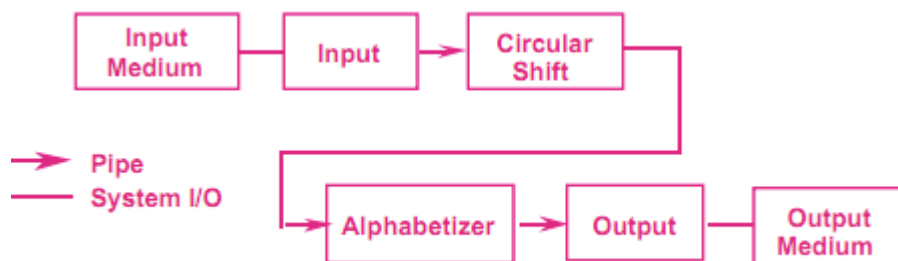 Input
Medium
Input
Circular
Shift
Pipe
System I/O
Alphabetizer
Output
Output
Medium